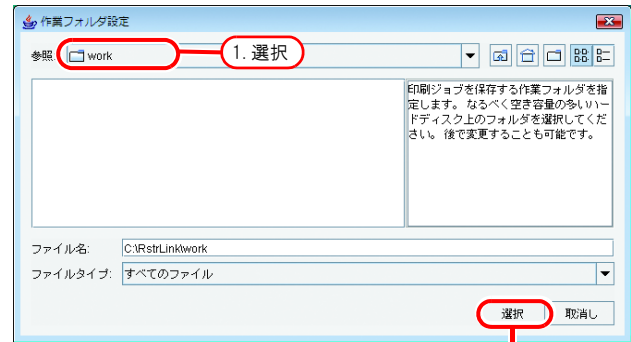 作業フォルダ設定
参照: work
1. 選択
印刷ジョブを保存する作業フォルダを指
定します。 なるべく空き容量の多いハー
ドディスク上のフォルダを選択してくだ
さい。 後で変更することも可能です。
ファイル名: C:\RstrLink\work
ファイルタイプ: すべてのファイル
選択 取消し